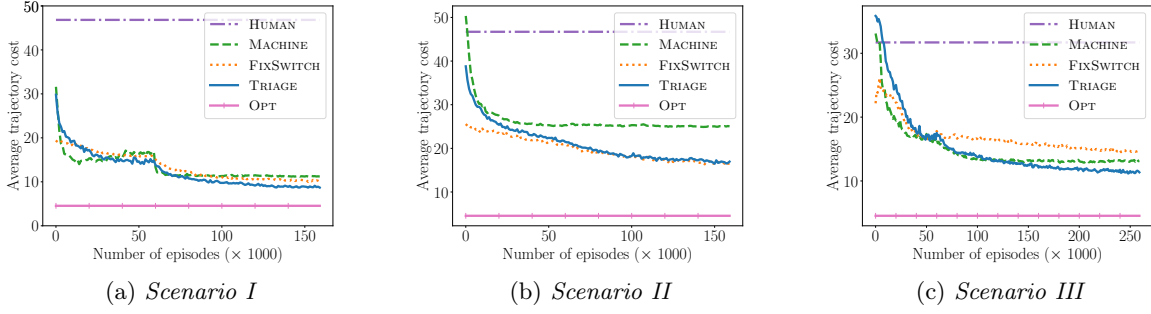 50
40
30
20
10
0
Average trajectory cost
0
50
100
150
Number of episodes (× 1000)
HUMAN
MACHINE
FIXSWITCH
TRIAGE
OPT
(a) Scenario I
50
40
30
20
10
Average trajectory cost
0
50
100
150
Number of episodes (× 1000)
HUMAN
MACHINE
FIXSWITCH
TRIAGE
OPT
(b) Scenario II
30
20
10
Average trajectory cost
0
50
100
150
200
250
Number of episodes (× 1000)
HUMAN
MACHINE
FIXSWITCH
TRIAGE
OPT
(c) Scenario III